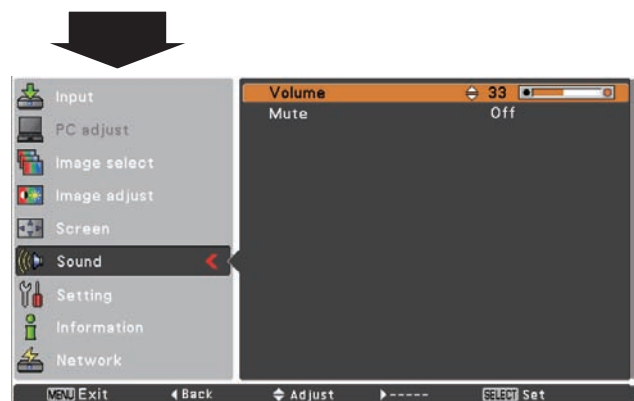 Input
PC adjust
Image select
Image adjust
Screen
Sound
Setting
Information
Network
Volume 33
Mute Off
MENU Exit Back Adjust ----- SELECT Set